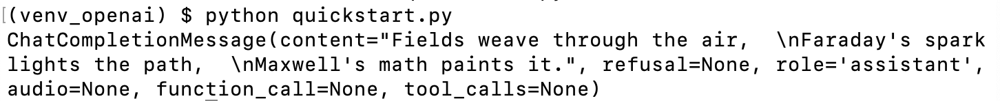 [(venv_openai) $ python quickstart.py
ChatCompletionMessage(content="Fields weave through the air,  \nFaraday's spark
lights the path,  \nMaxwell's math paints it.", refusal=None, role='assistant',
audio=None, function_call=None, tool_calls=None)